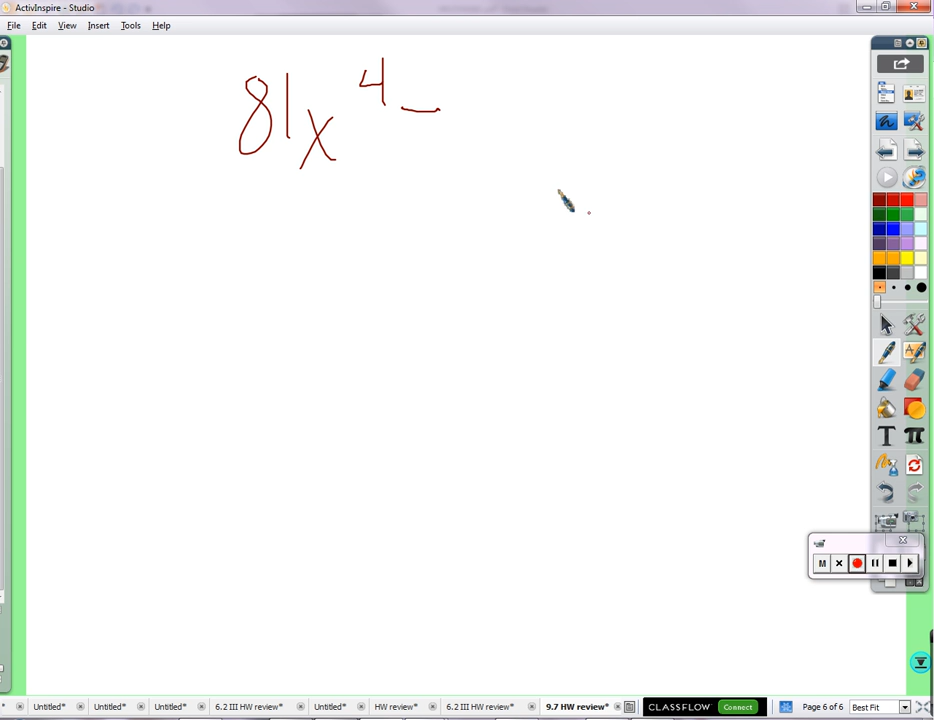 ActivInspire - Studio
File Edit View Insert Tools Help
81x⁴ −
M
T π
Untitled* Untitled* Untitled* 6.2 III HW review* Untitled* HW review* 6.2 III HW review* 9.7 HW review* CLASSFLOW Connect Page 6 of 6 Best Fit